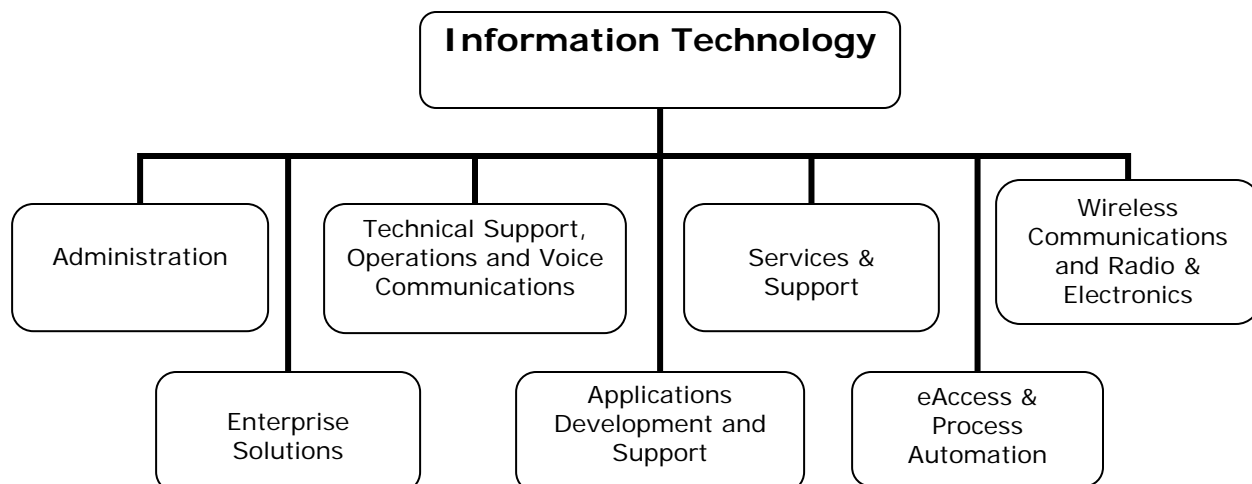 Information Technology
Administration
Technical Support,
Operations and Voice
Communications
Services &
Support
Wireless
Communications
and Radio &
Electronics
Enterprise
Solutions
Applications
Development and
Support
eAccess &
Process
Automation